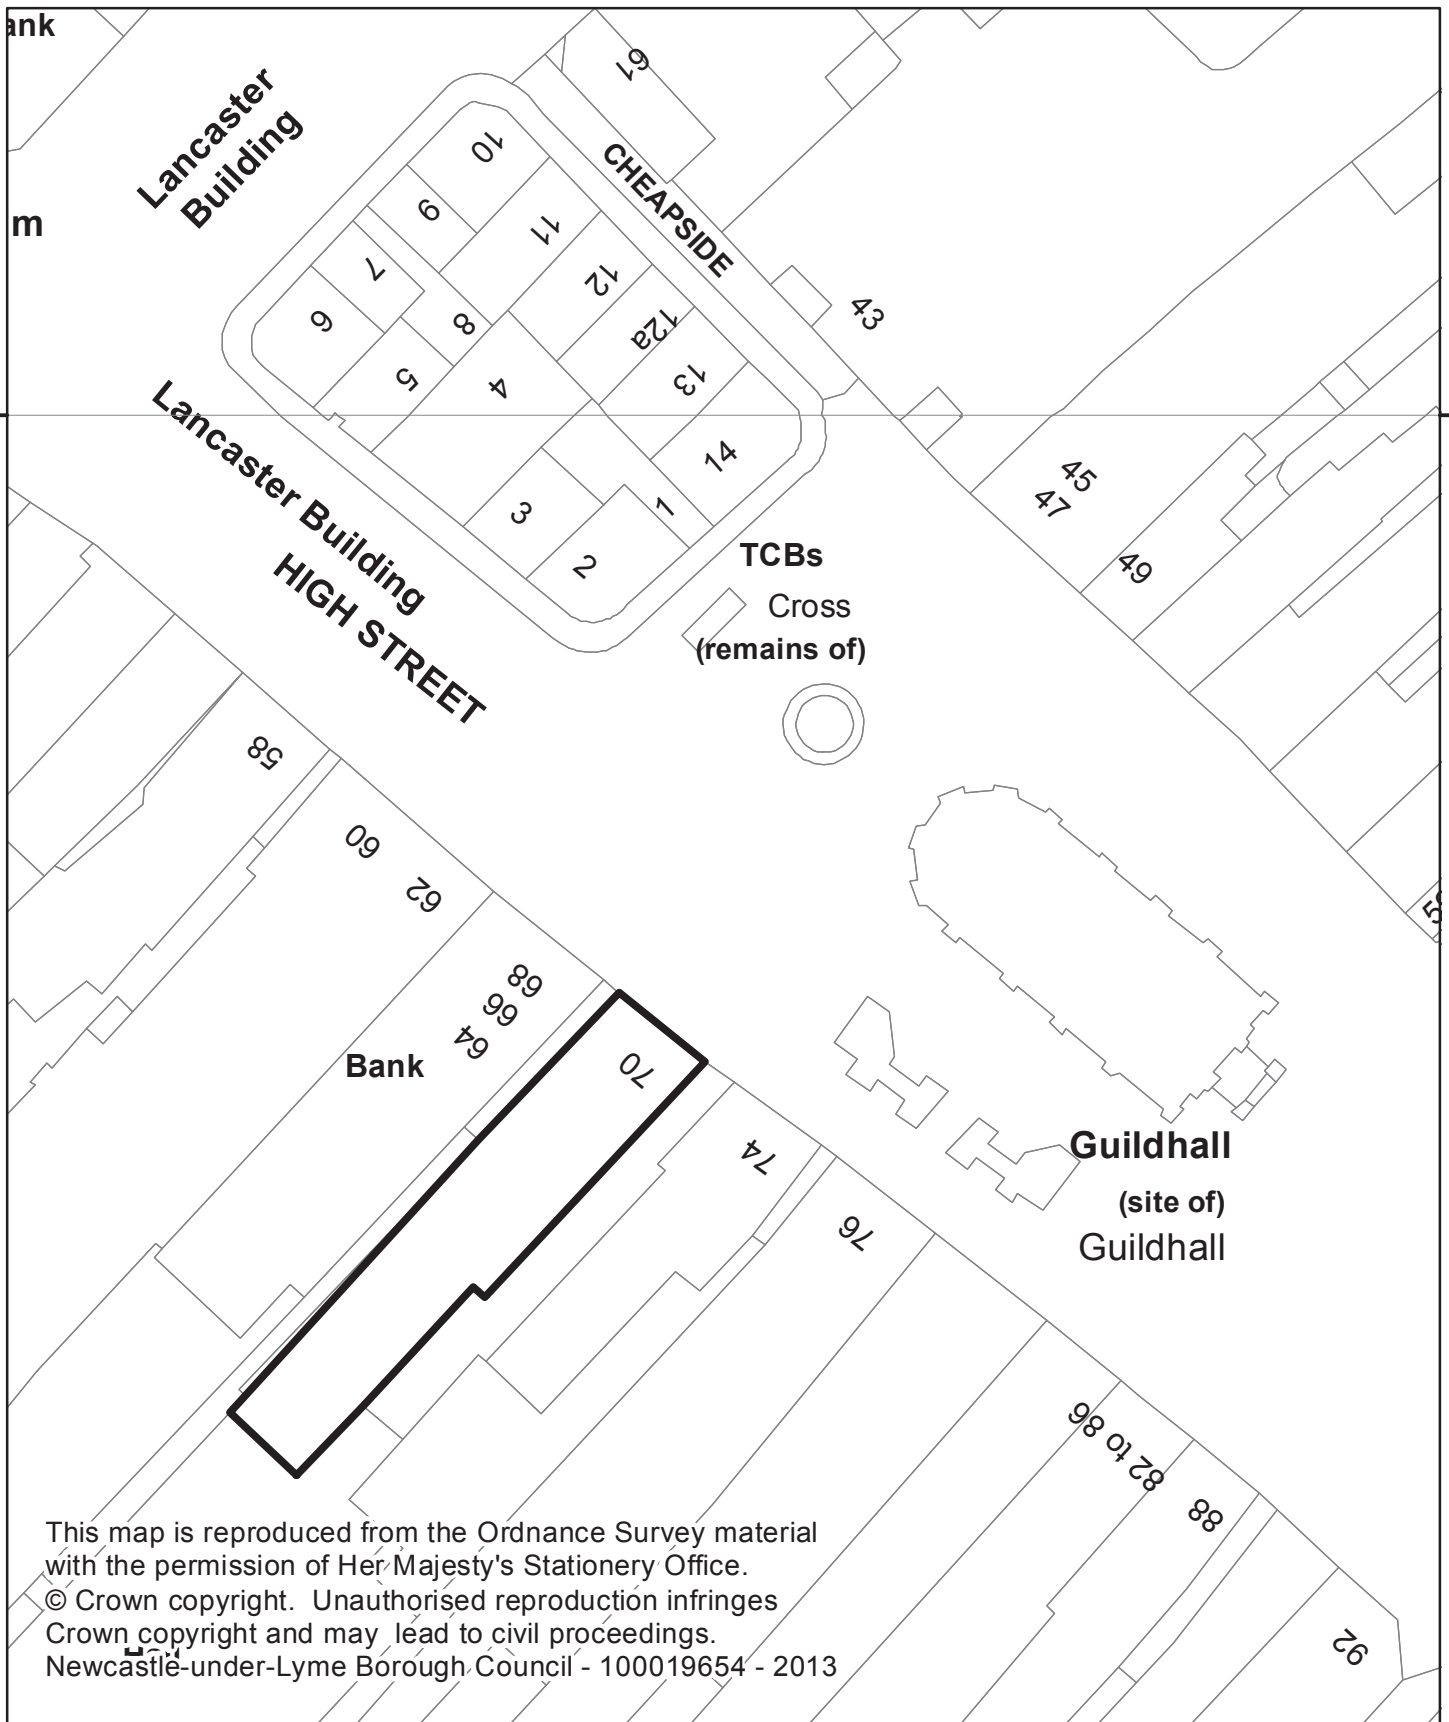 ank
Lancaster
Building
m
61
CHEAPSIDE
10
9
11
7
12
6
8
12a
43
5
4
13
Lancaster Building
14
45
47
3
1
49
2
HIGH STREET
TCBs
Cross
(remains of)
58
60
62
68
66
64
Bank
70
74
76
Guildhall
(site of)
Guildhall
82 to 86
88
92
This map is reproduced from the Ordnance Survey material
with the permission of Her Majesty's Stationery Office.
© Crown copyright. Unauthorised reproduction infringes
Crown copyright and may lead to civil proceedings.
Newcastle-under-Lyme Borough Council - 100019654 - 2013